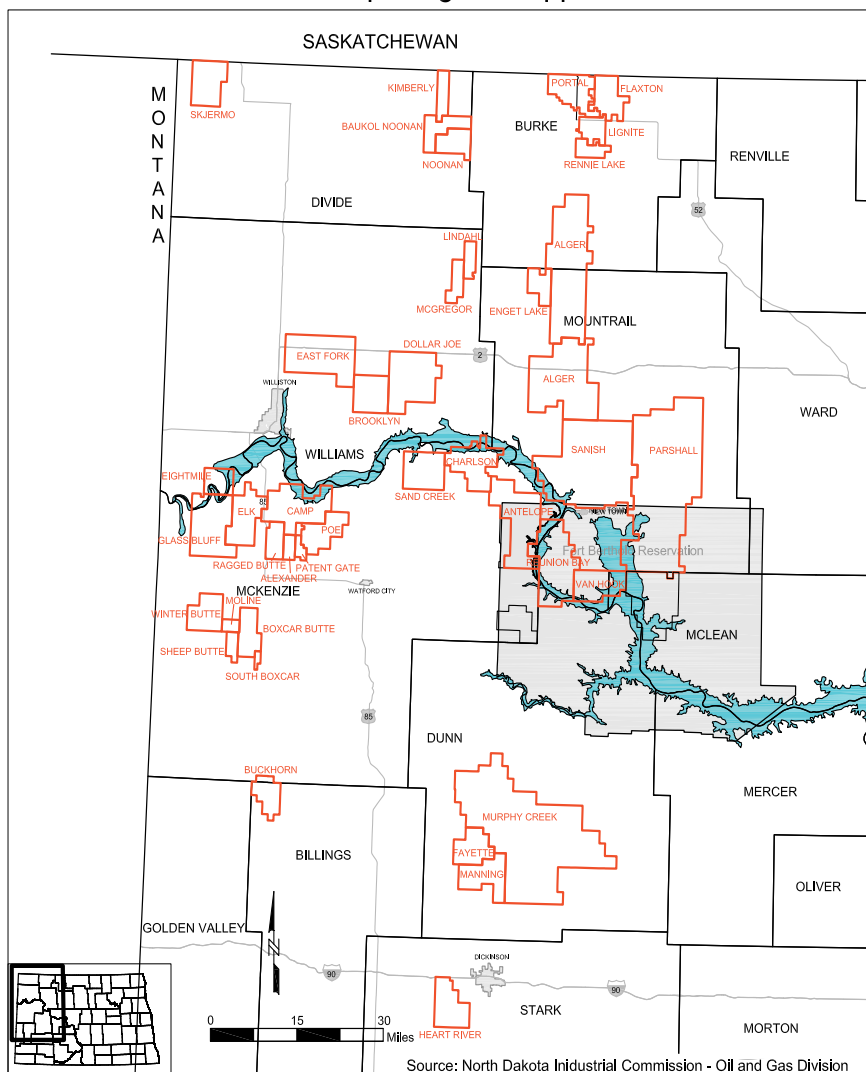 SASKATCHEWAN
MONTANA
SKJERMO
KIMBERLY
BAUKOL NOONAN
NOONAN
PORTAL
FLAXTON
BURKE
LIGNITE
RENNIE LAKE
RENVILLE
DIVIDE
52
LINDAHL
ALGER
MCGREGOR
ENGET LAKE
MOUNTRAIL
DOLLAR JOE
EAST FORK
2
WILLISTON
ALGER
BROOKLYN
WARD
WILLIAMS
SANISH
PARSHALL
CHARLSON
EIGHTMILE
SAND CREEK
85
ELK
CAMP
ANTELOPE
NEW TOWN
GLASS BLUFF
POE
Fort Berthold Reservation
RAGGED BUTTE
PATENT GATE
REUNION BAY
ALEXANDER
VAN HOOK
MCKENZIE
WATFORD CITY
MOLINE
WINTER BUTTE
BOXCAR BUTTE
MCLEAN
SHEEP BUTTE
SOUTH BOXCAR
85
DUNN
BUCKHORN
MERCER
MURPHY CREEK
BILLINGS
FAYETTE
MANNING
OLIVER
GOLDEN VALLEY
N
DICKINSON
90
90
STARK
0 15 30
Miles
HEART RIVER
MORTON
Source: North Dakota Inidustrial Commission - Oil and Gas Division